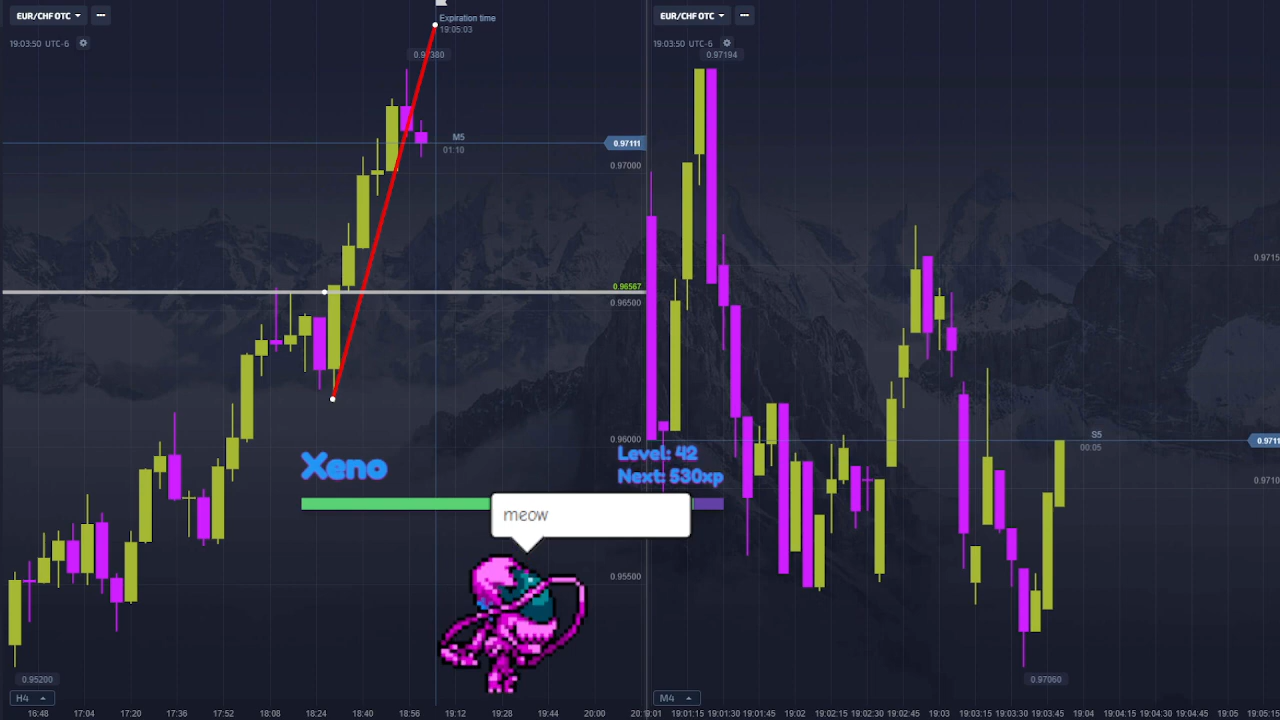 EUR/CHF OTC
19:03:50 UTC-6
Expiration time
19:05:03
0.97380
M5
01:10
0.97111
0.97000
0.96567
0.96500
0.96000
0.95500
0.95200
H4
16:48 17:04 17:20 17:36 17:52 18:08 18:24 18:40 18:56 19:12 19:28 19:44 20:00
Xeno
Level: 42
Next: 530xp
meow
EUR/CHF OTC
19:03:50 UTC-6
0.97194
0.9715
S5
00:05
0.9711
0.9710
0.97060
M4
19:01:15 19:01:30 19:01:45 19:02 19:02:15 19:02:30 19:02:45 19:03 19:03:15 19:03:30 19:03:45 19:04 19:04:15 19:04:30 19:04:45 19:05 19:05:15